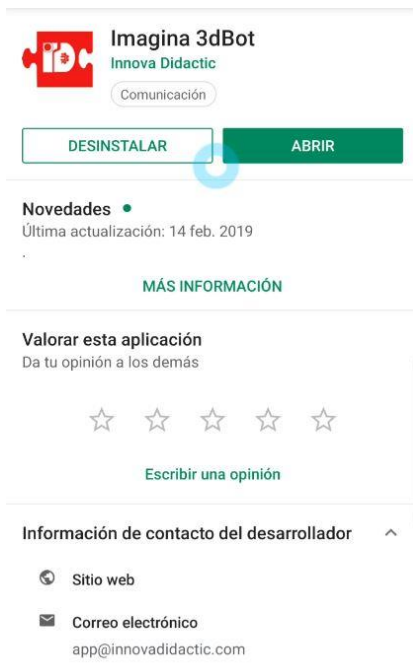 Imagina 3dBot
Innova Didactic
Comunicación
DESINSTALAR
ABRIR
Novedades
Última actualización: 14 feb. 2019
.
MÁS INFORMACIÓN
Valorar esta aplicación
Da tu opinión a los demás
Escribir una opinión
Información de contacto del desarrollador
Sitio web
Correo electrónico
app@innovadidactic.com